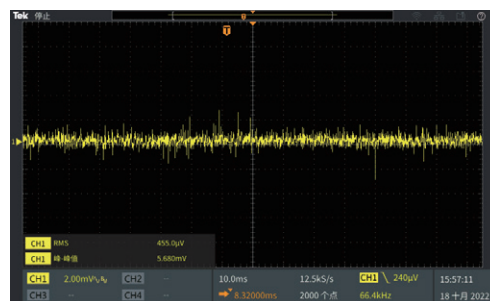 Tek 停止
T
1
CH1 RMS 455.0μV
CH1 峰-峰值 5.680mV
CH1 2.00mV CH2 -- 10.0ms 12.5kS/s CH1 \ 240μV 15:57:11
CH3 -- CH4 -- 8.32000ms 2000 个点 66.4kHz 18 十月 2022